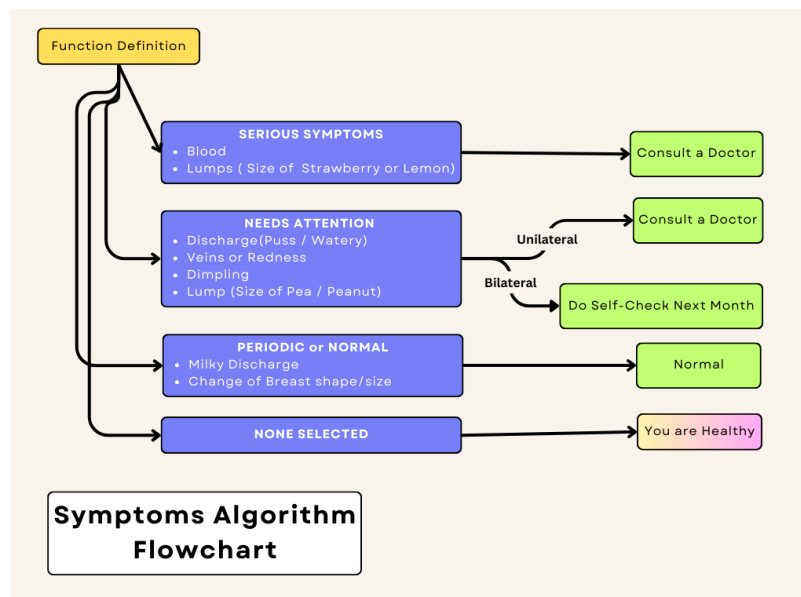 Function Definition
SERIOUS SYMPTOMS
• Blood
• Lumps ( Size of Strawberry or Lemon)
Consult a Doctor
NEEDS ATTENTION
• Discharge(Puss / Watery)
• Veins or Redness
• Dimpling
• Lump (Size of Pea / Peanut)
Unilateral
Consult a Doctor
Bilateral
Do Self-Check Next Month
PERIODIC or NORMAL
• Milky Discharge
• Change of Breast shape/size
Normal
NONE SELECTED
You are Healthy
Symptoms Algorithm
Flowchart